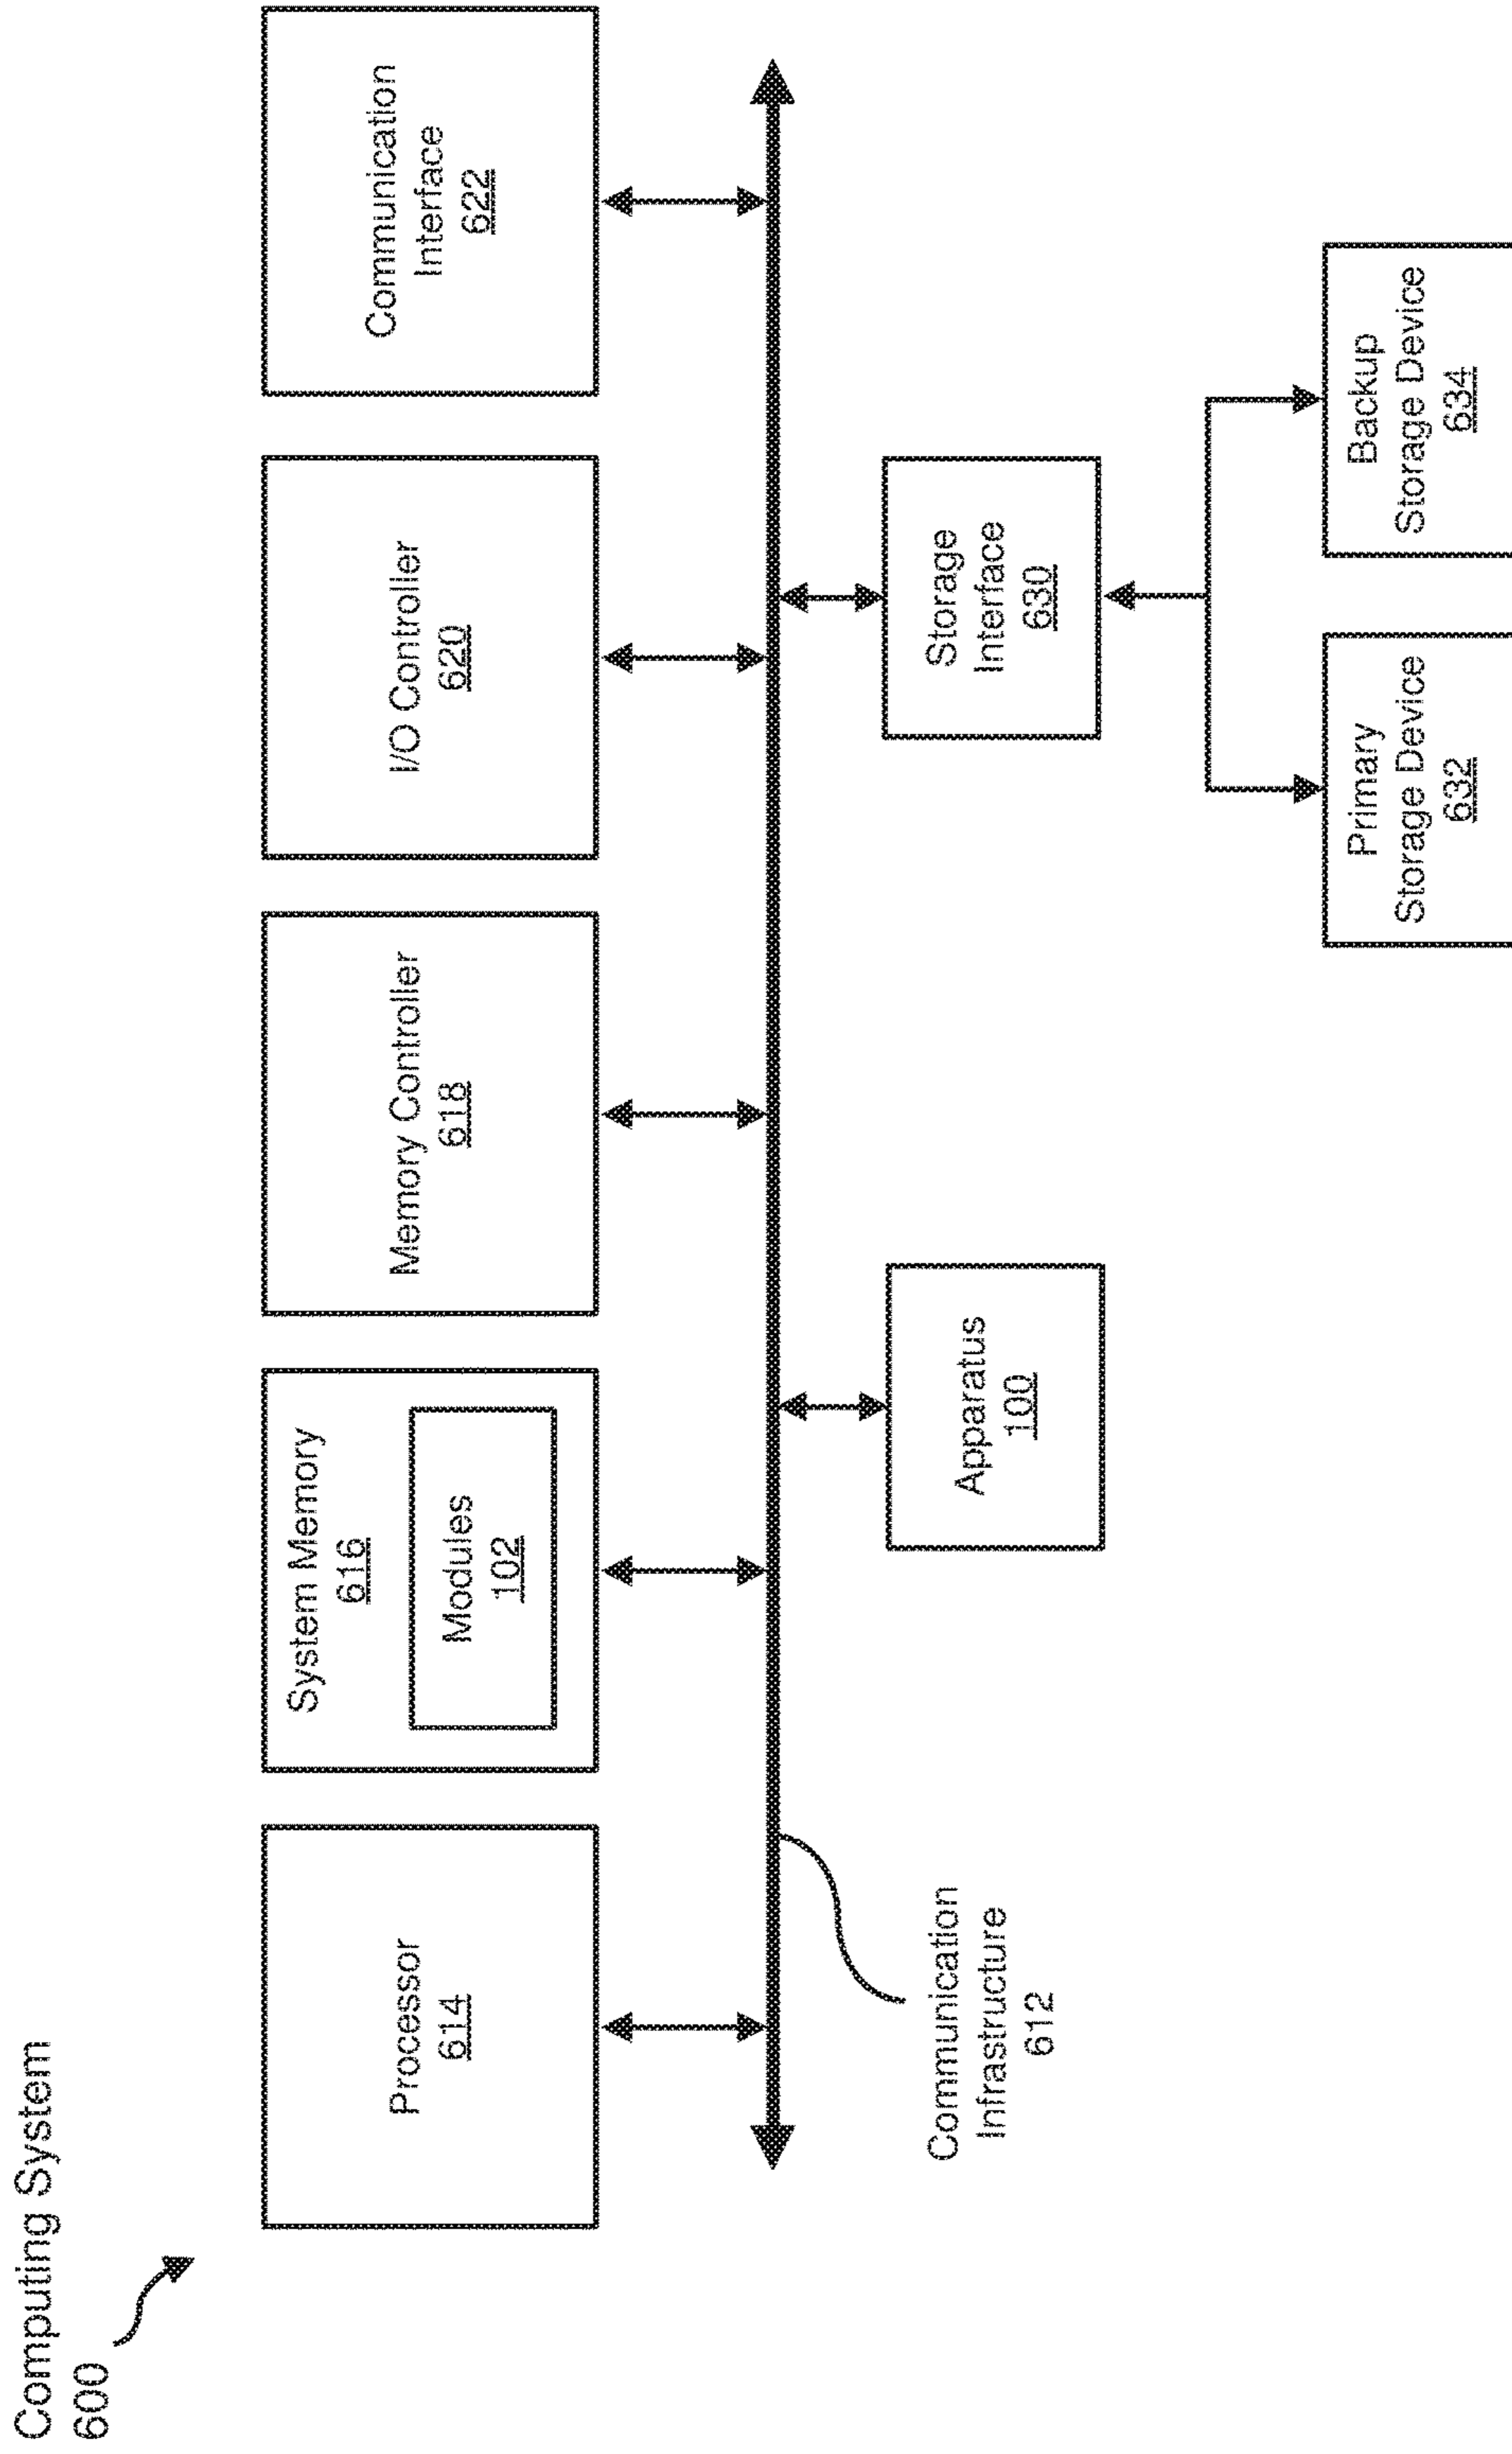 Computing System
600
Processor
614
System Memory
616
Modules
102
Memory Controller
618
I/O Controller
620
Communication
Interface
622
Communication
Infrastructure
612
Apparatus
100
Storage
Interface
630
Primary
Storage Device
632
Backup
Storage Device
634